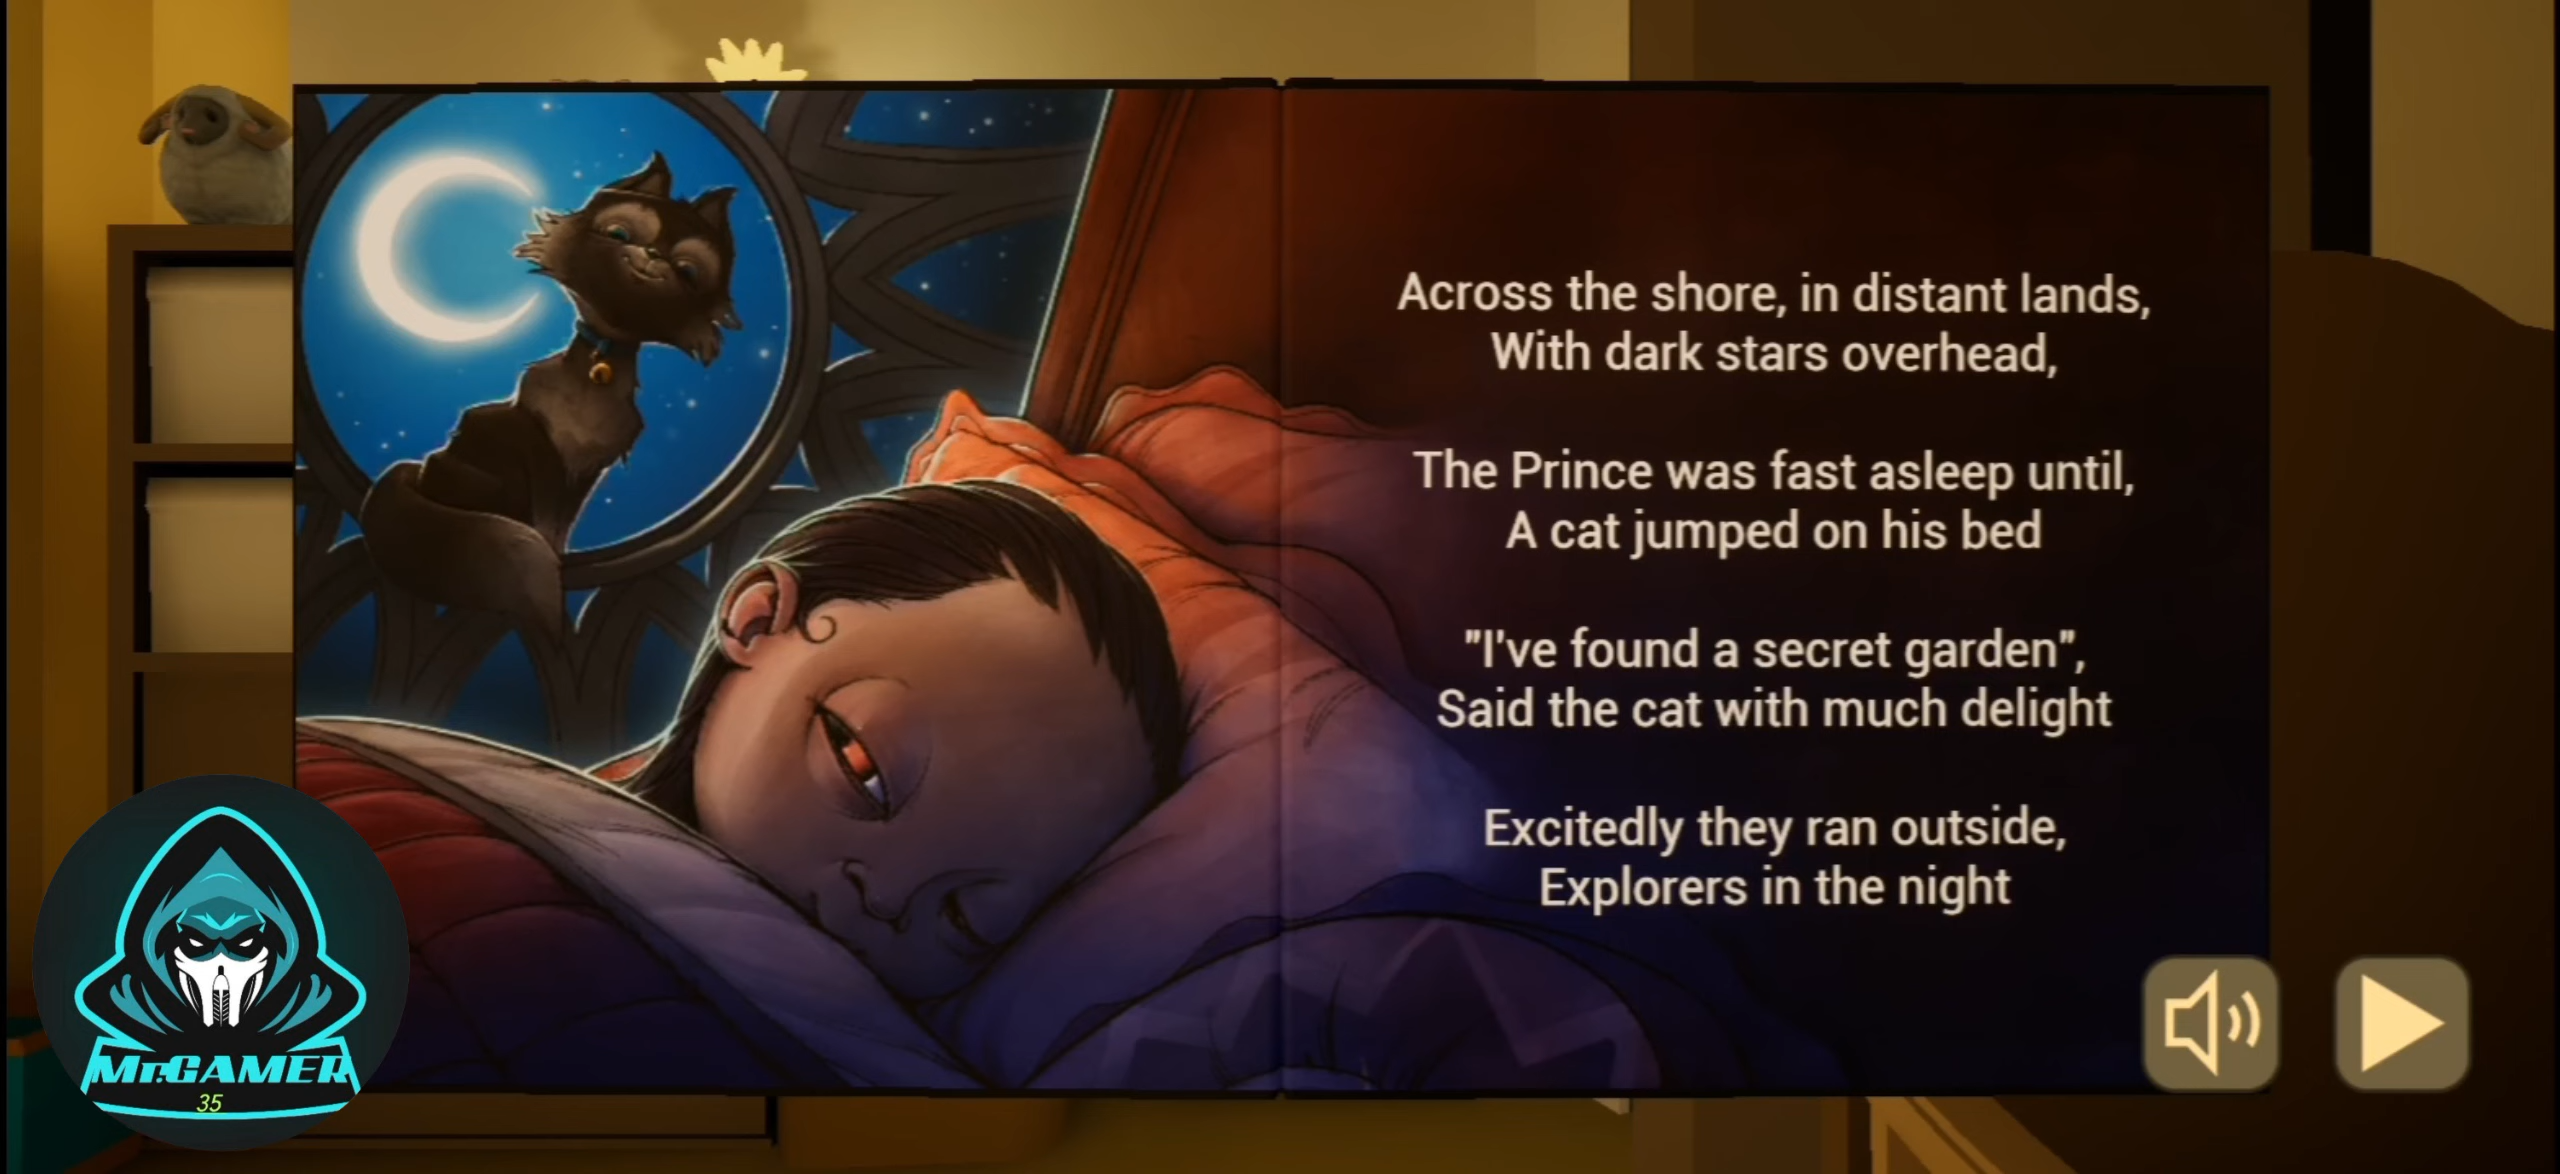 Across the shore, in distant lands,
With dark stars overhead,
The Prince was fast asleep until,
A cat jumped on his bed
"I've found a secret garden",
Said the cat with much delight
Excitedly they ran outside,
Explorers in the night
Mr.GAMER
35